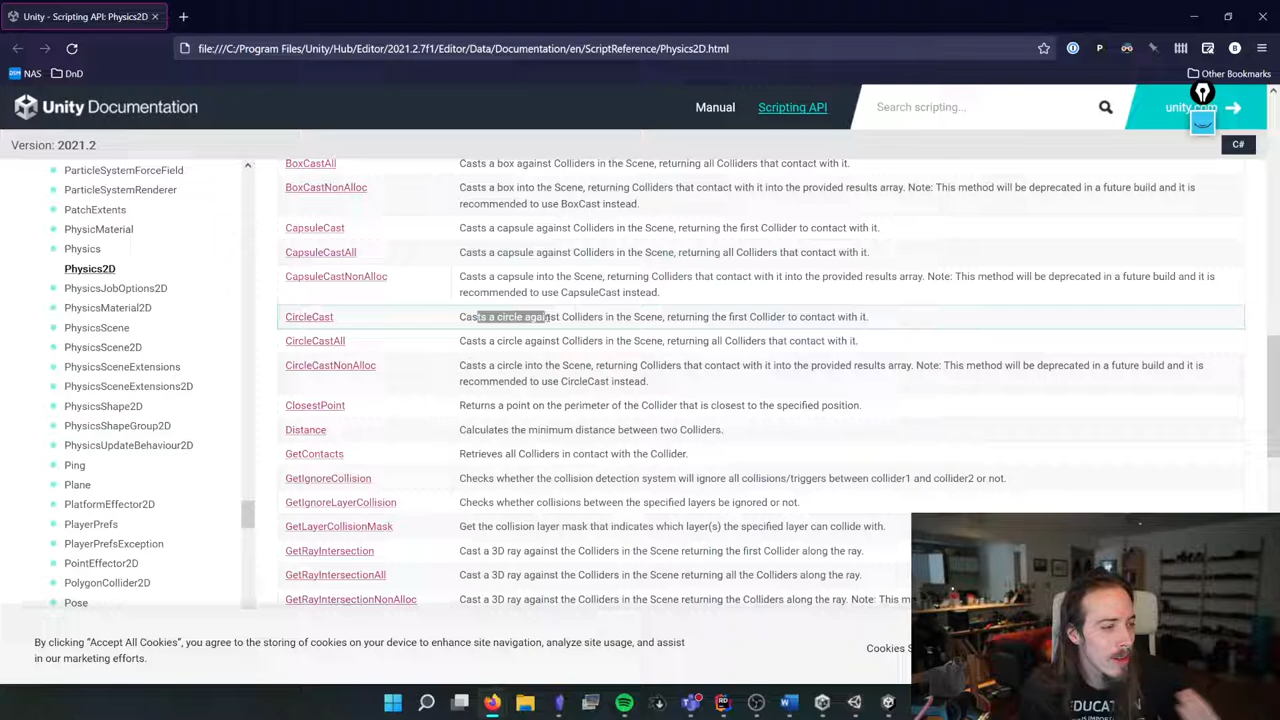 Unity - Scripting API: Physics2D
file:///C:/Program Files/Unity/Hub/Editor/2021.2.7f1/Editor/Data/Documentation/en/ScriptReference/Physics2D.html
NAS
DnD
Other Bookmarks
Unity Documentation
Manual
Scripting API
Search scripting...
unity.com
Version: 2021.2
C#
ParticleSystemForceField
ParticleSystemRenderer
PatchExtents
PhysicMaterial
Physics
Physics2D
PhysicsJobOptions2D
PhysicsMaterial2D
PhysicsScene
PhysicsScene2D
PhysicsSceneExtensions
PhysicsSceneExtensions2D
PhysicsShape2D
PhysicsShapeGroup2D
PhysicsUpdateBehaviour2D
Ping
Plane
PlatformEffector2D
PlayerPrefs
PlayerPrefsException
PointEffector2D
PolygonCollider2D
Pose
BoxCastAll Casts a box against Colliders in the Scene, returning all Colliders that contact with it.
BoxCastNonAlloc Casts a box into the Scene, returning Colliders that contact with it into the provided results array. Note: This method will be deprecated in a future build and it is
recommended to use BoxCast instead.
CapsuleCast Casts a capsule against Colliders in the Scene, returning the first Collider to contact with it.
CapsuleCastAll Casts a capsule against Colliders in the Scene, returning all Colliders that contact with it.
CapsuleCastNonAlloc Casts a capsule into the Scene, returning Colliders that contact with it into the provided results array. Note: This method will be deprecated in a future build and it is
recommended to use CapsuleCast instead.
CircleCast Casts a circle against Colliders in the Scene, returning the first Collider to contact with it.
CircleCastAll Casts a circle against Colliders in the Scene, returning all Colliders that contact with it.
CircleCastNonAlloc Casts a circle into the Scene, returning Colliders that contact with it into the provided results array. Note: This method will be deprecated in a future build and it is
recommended to use CircleCast instead.
ClosestPoint Returns a point on the perimeter of the Collider that is closest to the specified position.
Distance Calculates the minimum distance between two Colliders.
GetContacts Retrieves all Colliders in contact with the Collider.
GetIgnoreCollision Checks whether the collision detection system will ignore all collisions/triggers between collider1 and collider2 or not.
GetIgnoreLayerCollision Checks whether collisions between the specified layers be ignored or not.
GetLayerCollisionMask Get the collision layer mask that indicates which layer(s) the specified layer can collide with.
GetRayIntersection Cast a 3D ray against the Colliders in the Scene returning the first Collider along the ray.
GetRayIntersectionAll Cast a 3D ray against the Colliders in the Scene returning all the Colliders along the ray.
GetRayIntersectionNonAlloc Cast a 3D ray against the Colliders in the Scene returning the Colliders along the ray. Note: This m
By clicking “Accept All Cookies”, you agree to the storing of cookies on your device to enhance site navigation, analyze site usage, and assist
in our marketing efforts.
Cookies S
EDUCATION